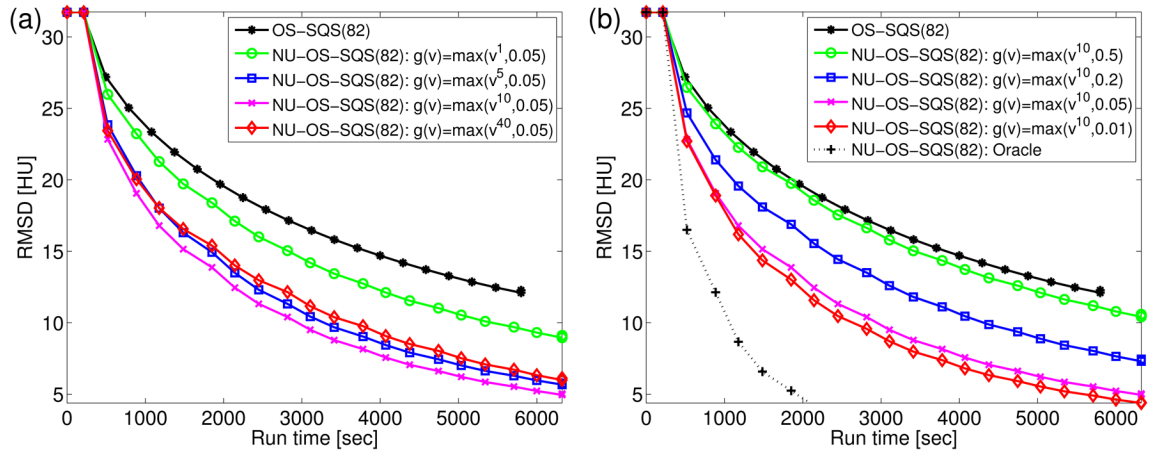 (a)
RMSD [HU]
30
25
20
15
10
5
0 1000 2000 3000 4000 5000 6000
Run time [sec]
OS−SQS(82)
NU−OS−SQS(82): g(v)=max(v^1,0.05)
NU−OS−SQS(82): g(v)=max(v^5,0.05)
NU−OS−SQS(82): g(v)=max(v^10,0.05)
NU−OS−SQS(82): g(v)=max(v^40,0.05)
(b)
RMSD [HU]
30
25
20
15
10
5
0 1000 2000 3000 4000 5000 6000
Run time [sec]
OS−SQS(82)
NU−OS−SQS(82): g(v)=max(v^10,0.5)
NU−OS−SQS(82): g(v)=max(v^10,0.2)
NU−OS−SQS(82): g(v)=max(v^10,0.05)
NU−OS−SQS(82): g(v)=max(v^10,0.01)
NU−OS−SQS(82): Oracle